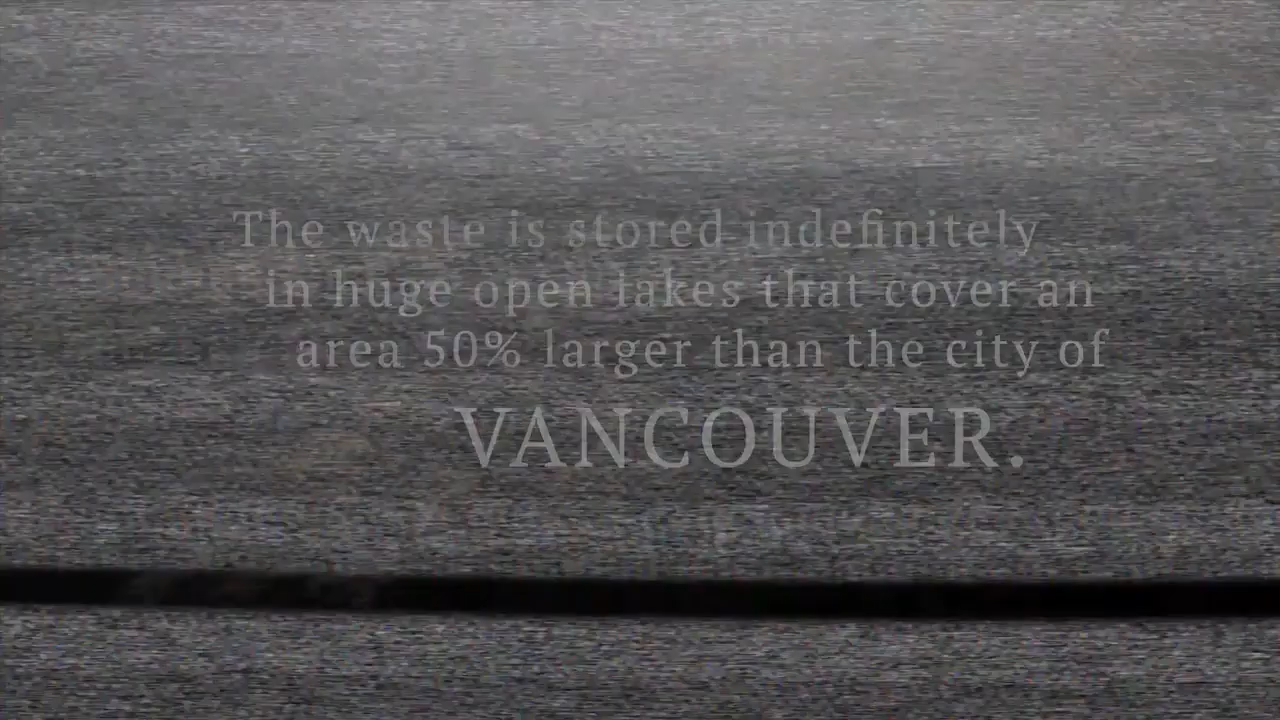 The waste is stored indefinitely
in huge open lakes that cover an
area 50% larger than the city of
VANCOUVER.